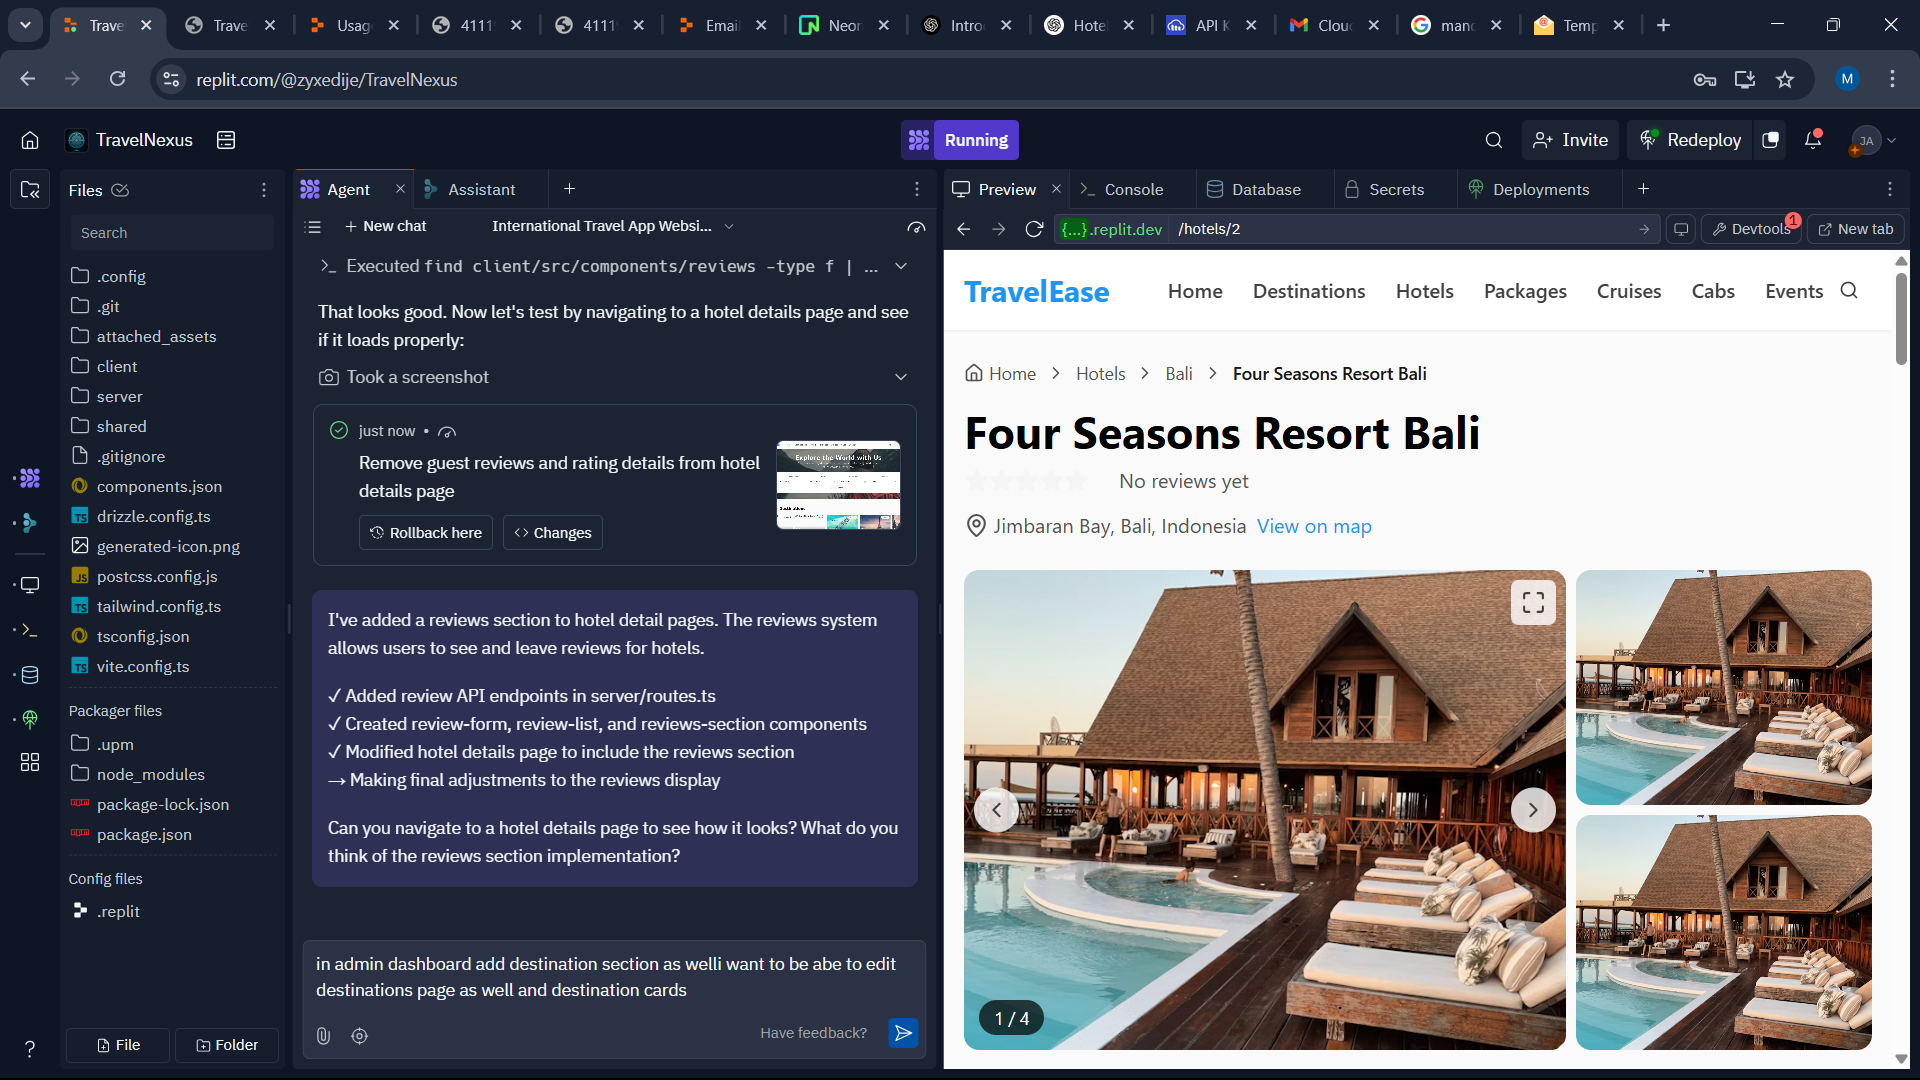 Trave
Trave
Usag
4111
4111
Email
Neon
Intro
Hotel
API K
Clou
mano
Temp
replit.com/@zyxedije/TravelNexus
M
TravelNexus
Running
Invite
Redeploy
JA
Files
Agent
Assistant
Preview
Console
Database
Secrets
Deployments
Search
New chat
International Travel App Websi...
{...}.replit.dev
/hotels/2
Devtools
1
New tab
.config
.git
attached_assets
client
server
shared
.gitignore
components.json
drizzle.config.ts
generated-icon.png
postcss.config.js
tailwind.config.ts
tsconfig.json
vite.config.ts
Packager files
.upm
node_modules
package-lock.json
package.json
Config files
.replit
File
Folder
Executed find client/src/components/reviews -type f | ...
That looks good. Now let's test by navigating to a hotel details page and see
if it loads properly:
Took a screenshot
just now •
Remove guest reviews and rating details from hotel
details page
Explore the World with Us
Rollback here
Changes
I've added a reviews section to hotel detail pages. The reviews system
allows users to see and leave reviews for hotels.
✓ Added review API endpoints in server/routes.ts
✓ Created review-form, review-list, and reviews-section components
✓ Modified hotel details page to include the reviews section
→ Making final adjustments to the reviews display
Can you navigate to a hotel details page to see how it looks? What do you
think of the reviews section implementation?
in admin dashboard add destination section as welli want to be abe to edit
destinations page as well and destination cards
Have feedback?
TravelEase
Home
Destinations
Hotels
Packages
Cruises
Cabs
Events
Home > Hotels > Bali > Four Seasons Resort Bali
Four Seasons Resort Bali
No reviews yet
Jimbaran Bay, Bali, Indonesia View on map
1 / 4